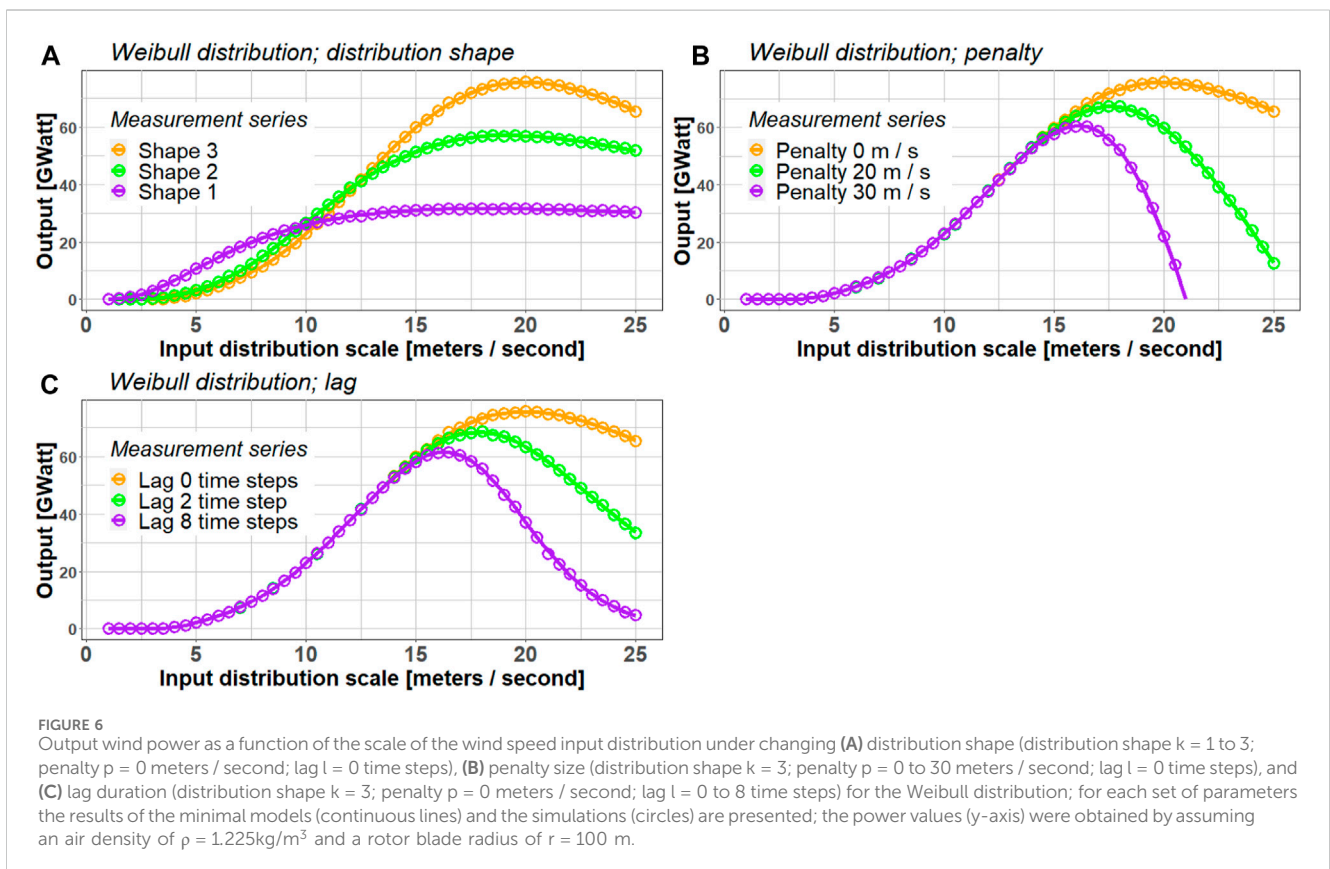 A Weibull distribution; distribution shape
Output [GWatt]
60
40
20
0
Measurement series
Shape 3
Shape 2
Shape 1
0 5 10 15 20 25
Input distribution scale [meters / second]
B Weibull distribution; penalty
Ouput [GWatt]
60
40
20
0
Measurement series
Penalty 0 m / s
Penalty 20 m / s
Penalty 30 m / s
0 5 10 15 20 25
Input distribution scale [meters / second]
C Weibull distribution; lag
Output [GWatt]
60
40
20
0
Measurement series
Lag 0 time steps
Lag 2 time step
Lag 8 time steps
0 5 10 15 20 25
Input distribution scale [meters / second]
FIGURE 6
Output wind power as a function of the scale of the wind speed input distribution under changing (A) distribution shape (distribution shape k = 1 to 3;
penalty p = 0 meters / second; lag l = 0 time steps), (B) penalty size (distribution shape k = 3; penalty p = 0 to 30 meters / second; lag l = 0 time steps), and
(C) lag duration (distribution shape k = 3; penalty p = 0 meters / second; lag l = 0 to 8 time steps) for the Weibull distribution; for each set of parameters
the results of the minimal models (continuous lines) and the simulations (circles) are presented; the power values (y-axis) were obtained by assuming
an air density of ρ = 1.225kg/m³ and a rotor blade radius of r = 100 m.